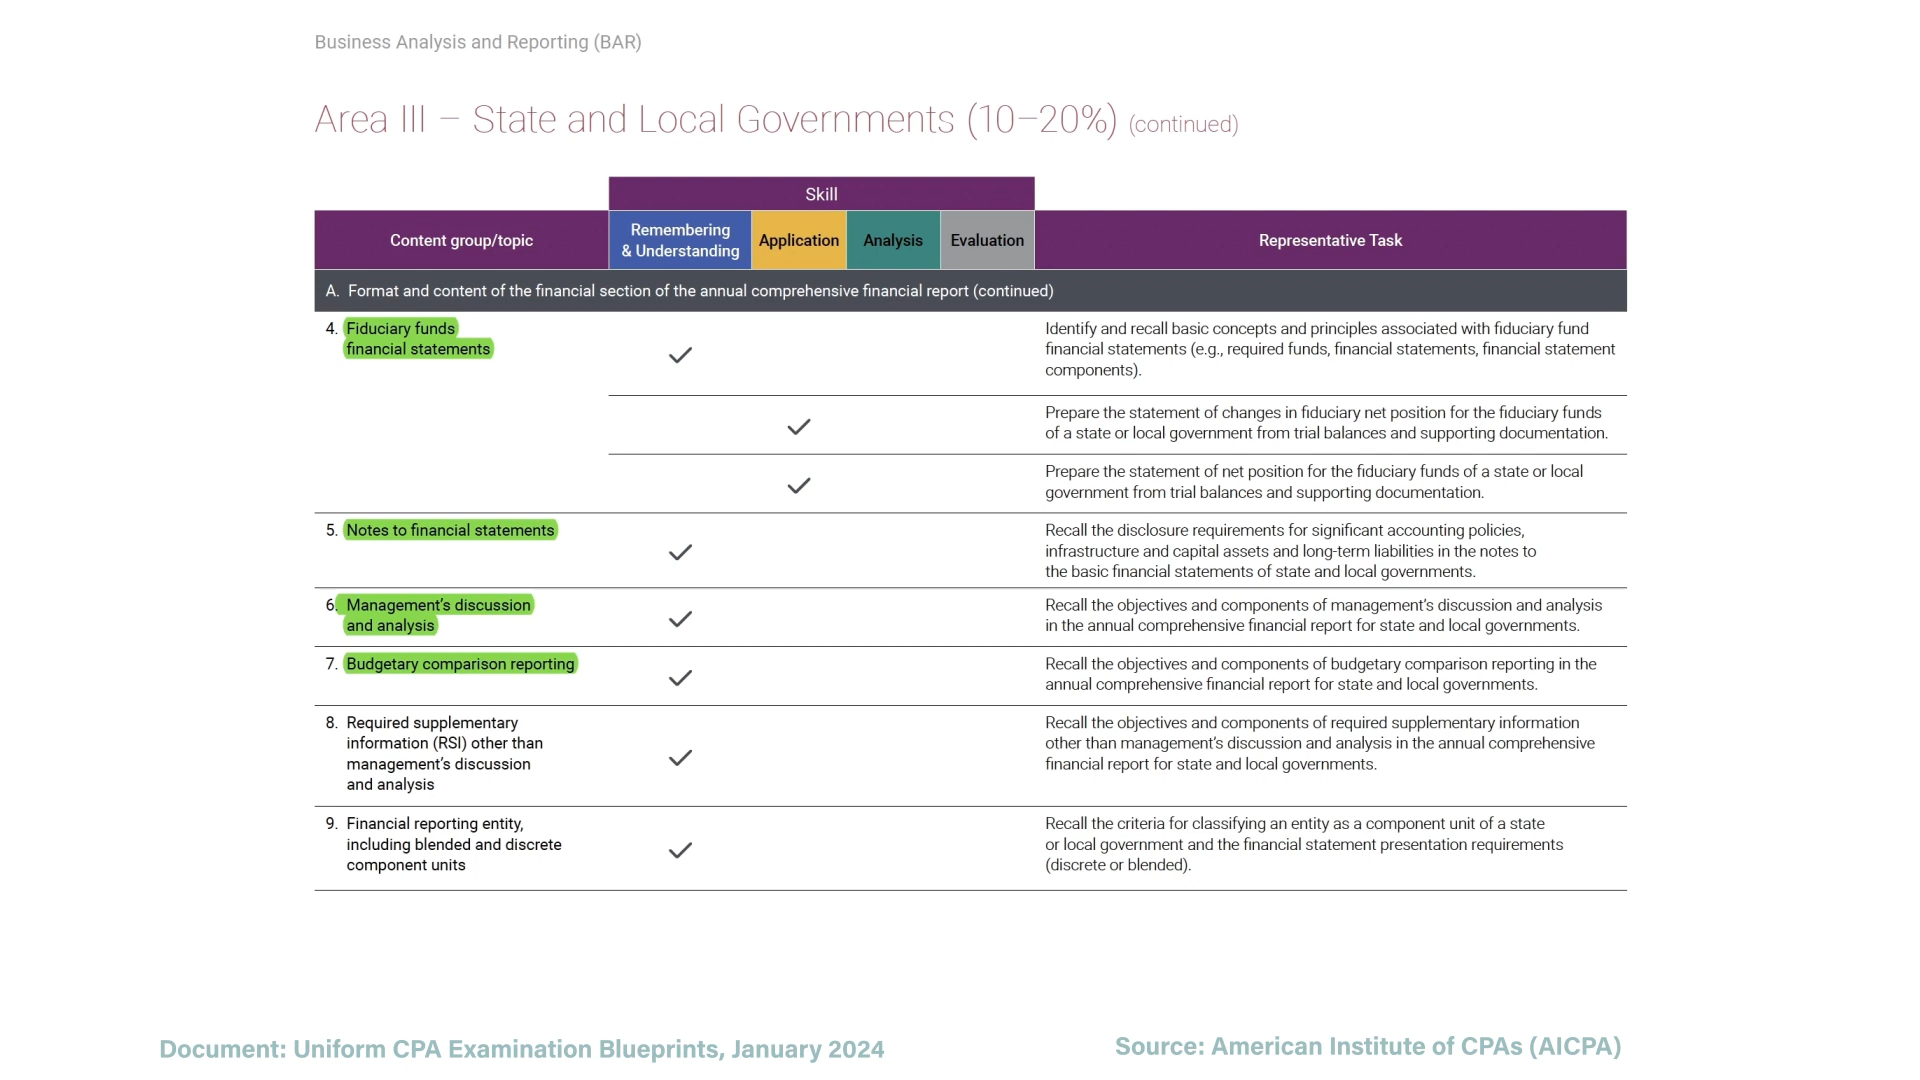 Business Analysis and Reporting (BAR)
Area III – State and Local Governments (10–20%) (continued)
Skill
Content group/topic
Remembering
& Understanding
Application
Analysis
Evaluation
Representative Task
A. Format and content of the financial section of the annual comprehensive financial report (continued)
4. Fiduciary funds
financial statements
Identify and recall basic concepts and principles associated with fiduciary fund
financial statements (e.g., required funds, financial statements, financial statement
components).
Prepare the statement of changes in fiduciary net position for the fiduciary funds
of a state or local government from trial balances and supporting documentation.
Prepare the statement of net position for the fiduciary funds of a state or local
government from trial balances and supporting documentation.
5. Notes to financial statements
Recall the disclosure requirements for significant accounting policies,
infrastructure and capital assets and long-term liabilities in the notes to
the basic financial statements of state and local governments.
6. Management’s discussion
and analysis
Recall the objectives and components of management’s discussion and analysis
in the annual comprehensive financial report for state and local governments.
7. Budgetary comparison reporting
Recall the objectives and components of budgetary comparison reporting in the
annual comprehensive financial report for state and local governments.
8. Required supplementary
information (RSI) other than
management’s discussion
and analysis
Recall the objectives and components of required supplementary information
other than management’s discussion and analysis in the annual comprehensive
financial report for state and local governments.
9. Financial reporting entity,
including blended and discrete
component units
Recall the criteria for classifying an entity as a component unit of a state
or local government and the financial statement presentation requirements
(discrete or blended).
Document: Uniform CPA Examination Blueprints, January 2024
Source: American Institute of CPAs (AICPA)